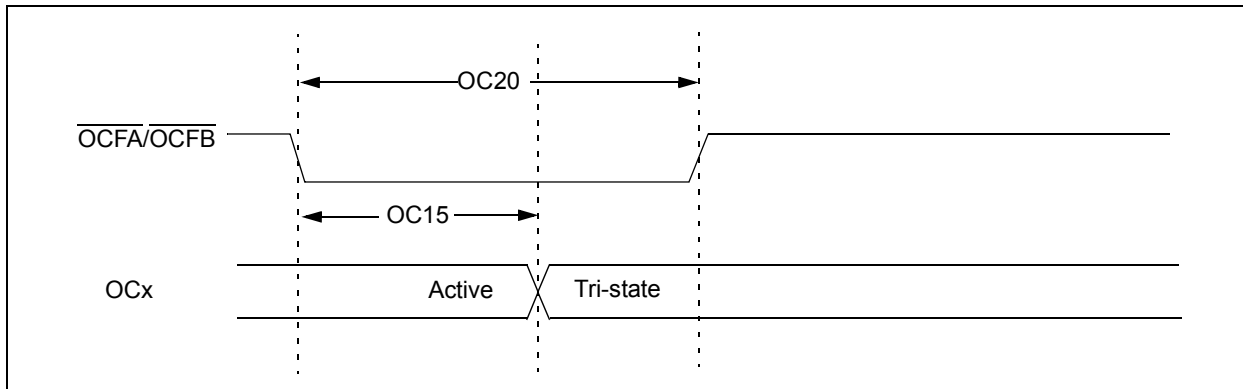 OC20
OCFA/OCFB
OC15
OCx
Active
Tri-state